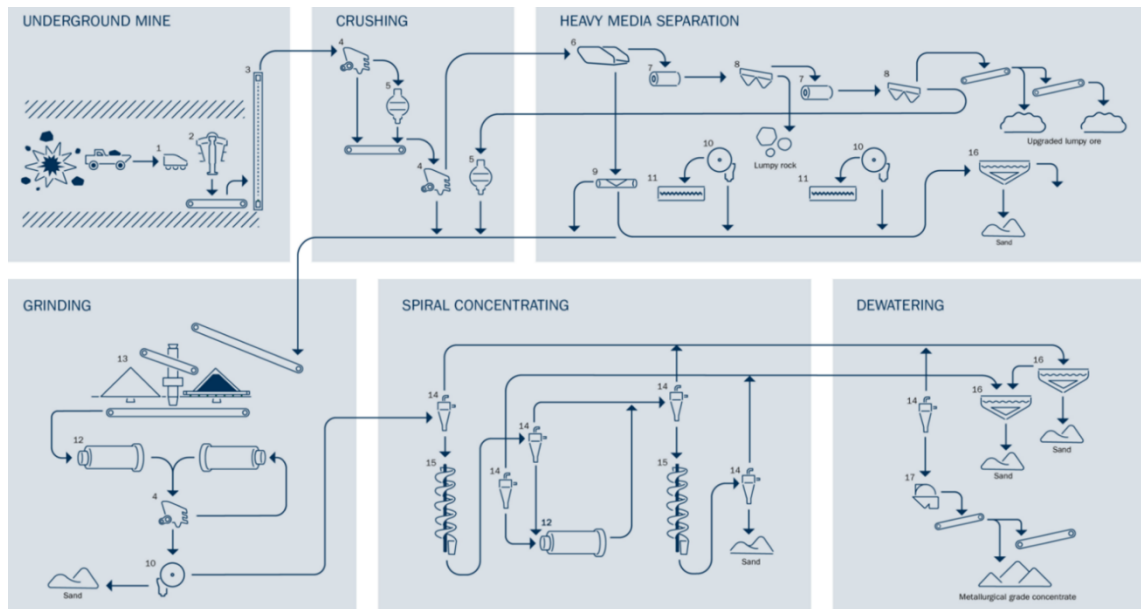 UNDERGROUND MINE
CRUSHING
HEAVY MEDIA SEPARATION
3
4
6
7
8
8
5
7
2
1
10
10
16
Upgraded lumpy ore
Lumpy rock
4
5
9
11
11
Sand
GRINDING
SPIRAL CONCENTRATING
DEWATERING
13
16
14
14
16
14
14
12
15
14
15
14
Sand
Sand
17
4
12
10
Sand
Sand
Metallurgical grade concentrate